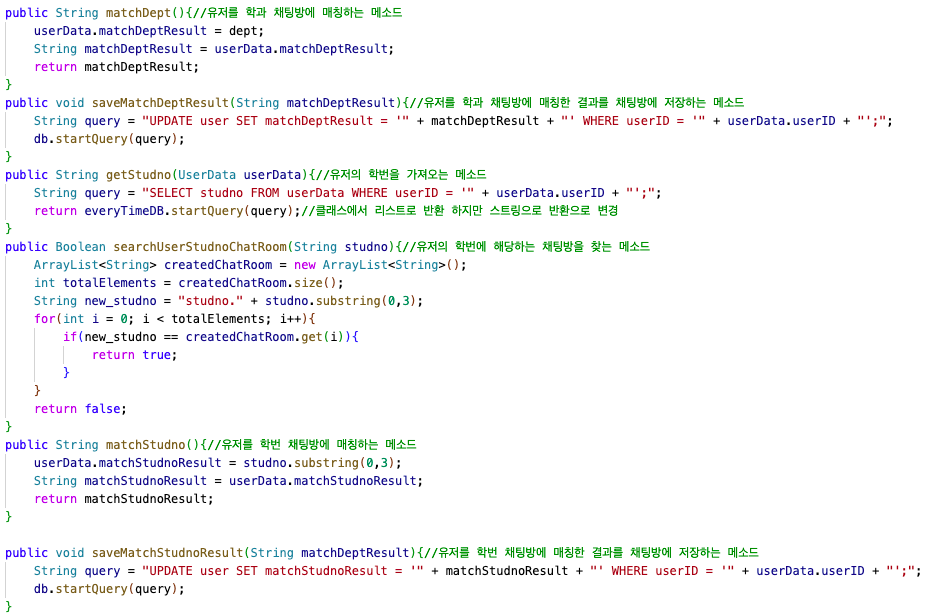 public String matchDept(){//유저를 학과 채팅방에 매칭하는 메소드
    userData.matchDeptResult = dept;
    String matchDeptResult = userData.matchDeptResult;
    return matchDeptResult;
}
public void saveMatchDeptResult(String matchDeptResult){//유저를 학과 채팅방에 매칭한 결과를 채팅방에 저장하는 메소드
    String query = "UPDATE user SET matchDeptResult = '" + matchDeptResult + "' WHERE userID = '" + userData.userID + "';";
    db.startQuery(query);
}
public String getStudno(UserData userData){//유저의 학번을 가져오는 메소드
    String query = "SELECT studno FROM userData WHERE userID = '" + userData.userID + "';";
    return everyTimeDB.startQuery(query);//클래스에서 리스트로 반환 하지만 스트링으로 반환으로 변경
}
public Boolean searchUserStudnoChatRoom(String studno){//유저의 학번에 해당하는 채팅방을 찾는 메소드
    ArrayList<String> createdChatRoom = new ArrayList<String>();
    int totalElements = createdChatRoom.size();
    String new_studno = "studno." + studno.substring(0,3);
    for(int i = 0; i < totalElements; i++){
        if(new_studno == createdChatRoom.get(i)){
            return true;
        }
    }
    return false;
}
public String matchStudno(){//유저를 학번 채팅방에 매칭하는 메소드
    userData.matchStudnoResult = studno.substring(0,3);
    String matchStudnoResult = userData.matchStudnoResult;
    return matchStudnoResult;
}

public void saveMatchStudnoResult(String matchDeptResult){//유저를 학번 채팅방에 매칭한 결과를 채팅방에 저장하는 메소드
    String query = "UPDATE user SET matchStudnoResult = '" + matchStudnoResult + "' WHERE userID = '" + userData.userID + "';";
    db.startQuery(query);
}